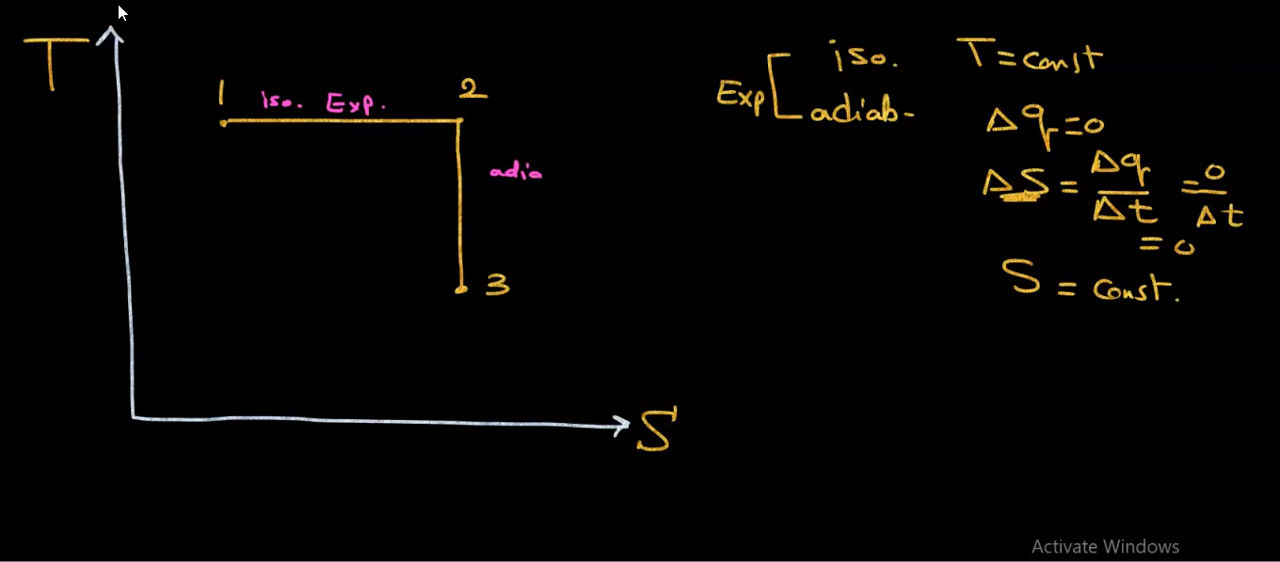 T
1 iso. Exp. 2
adia
3
S
Exp [ iso. T = const
adiab- Δq = 0
ΔS = Δq/Δt = 0/Δt
= 0
S = const.
Activate Windows